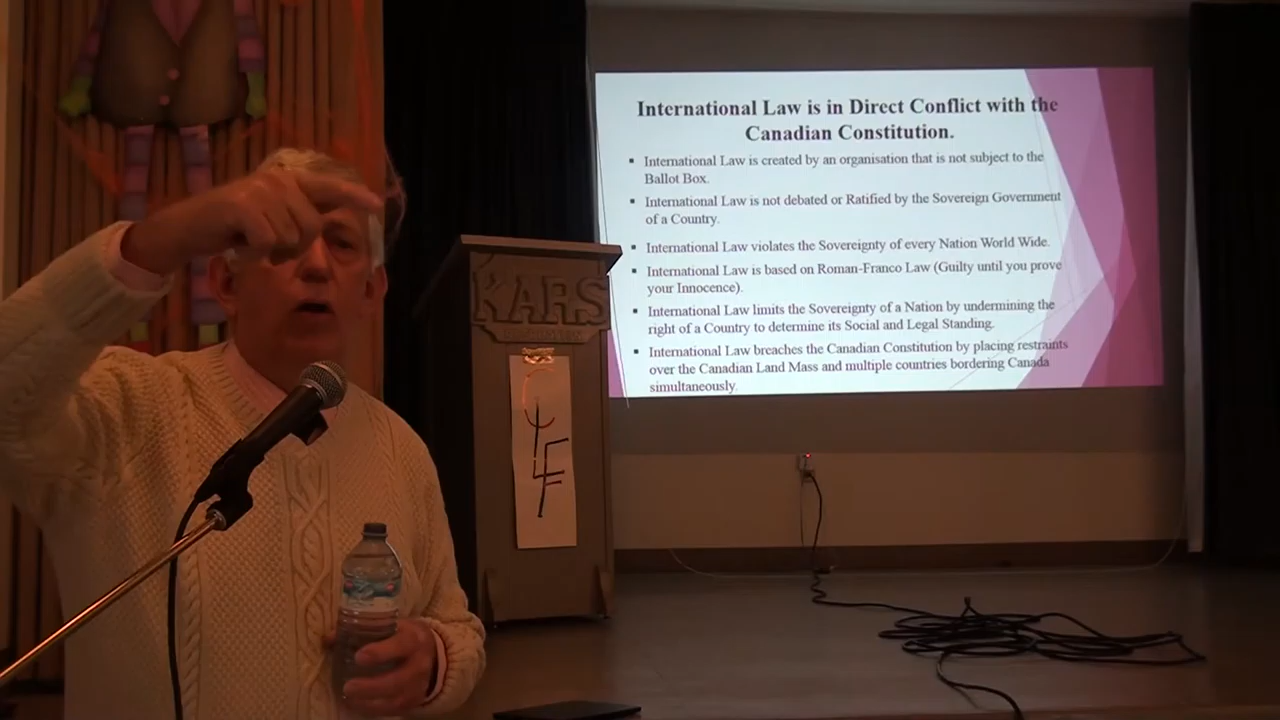 International Law is in Direct Conflict with the
Canadian Constitution.
▪ International Law is created by an organisation that is not subject to the
Ballot Box.
▪ International Law is not debated or Ratified by the Sovereign Government
of a Country.
▪ International Law violates the Sovereignty of every Nation World Wide.
▪ International Law is based on Roman-Franco Law (Guilty until you prove
your Innocence).
▪ International Law limits the Sovereignty of a Nation by undermining the
right of a Country to determine its Social and Legal Standing.
▪ International Law breaches the Canadian Constitution by placing restraints
over the Canadian Land Mass and multiple countries bordering Canada
simultaneously.
KARS